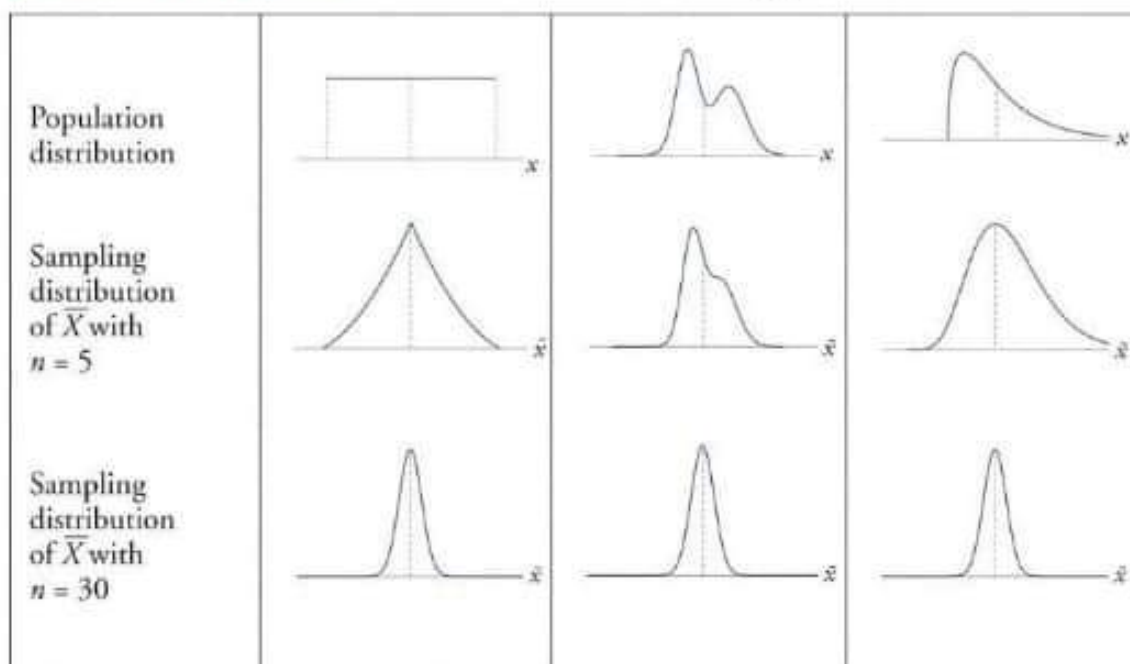 Population
distribution
x
x
x
Sampling
distribution
of X̅ with
n = 5
x̄
x̄
x̄
Sampling
distribution
of X̅ with
n = 30
x̄
x̄
x̄